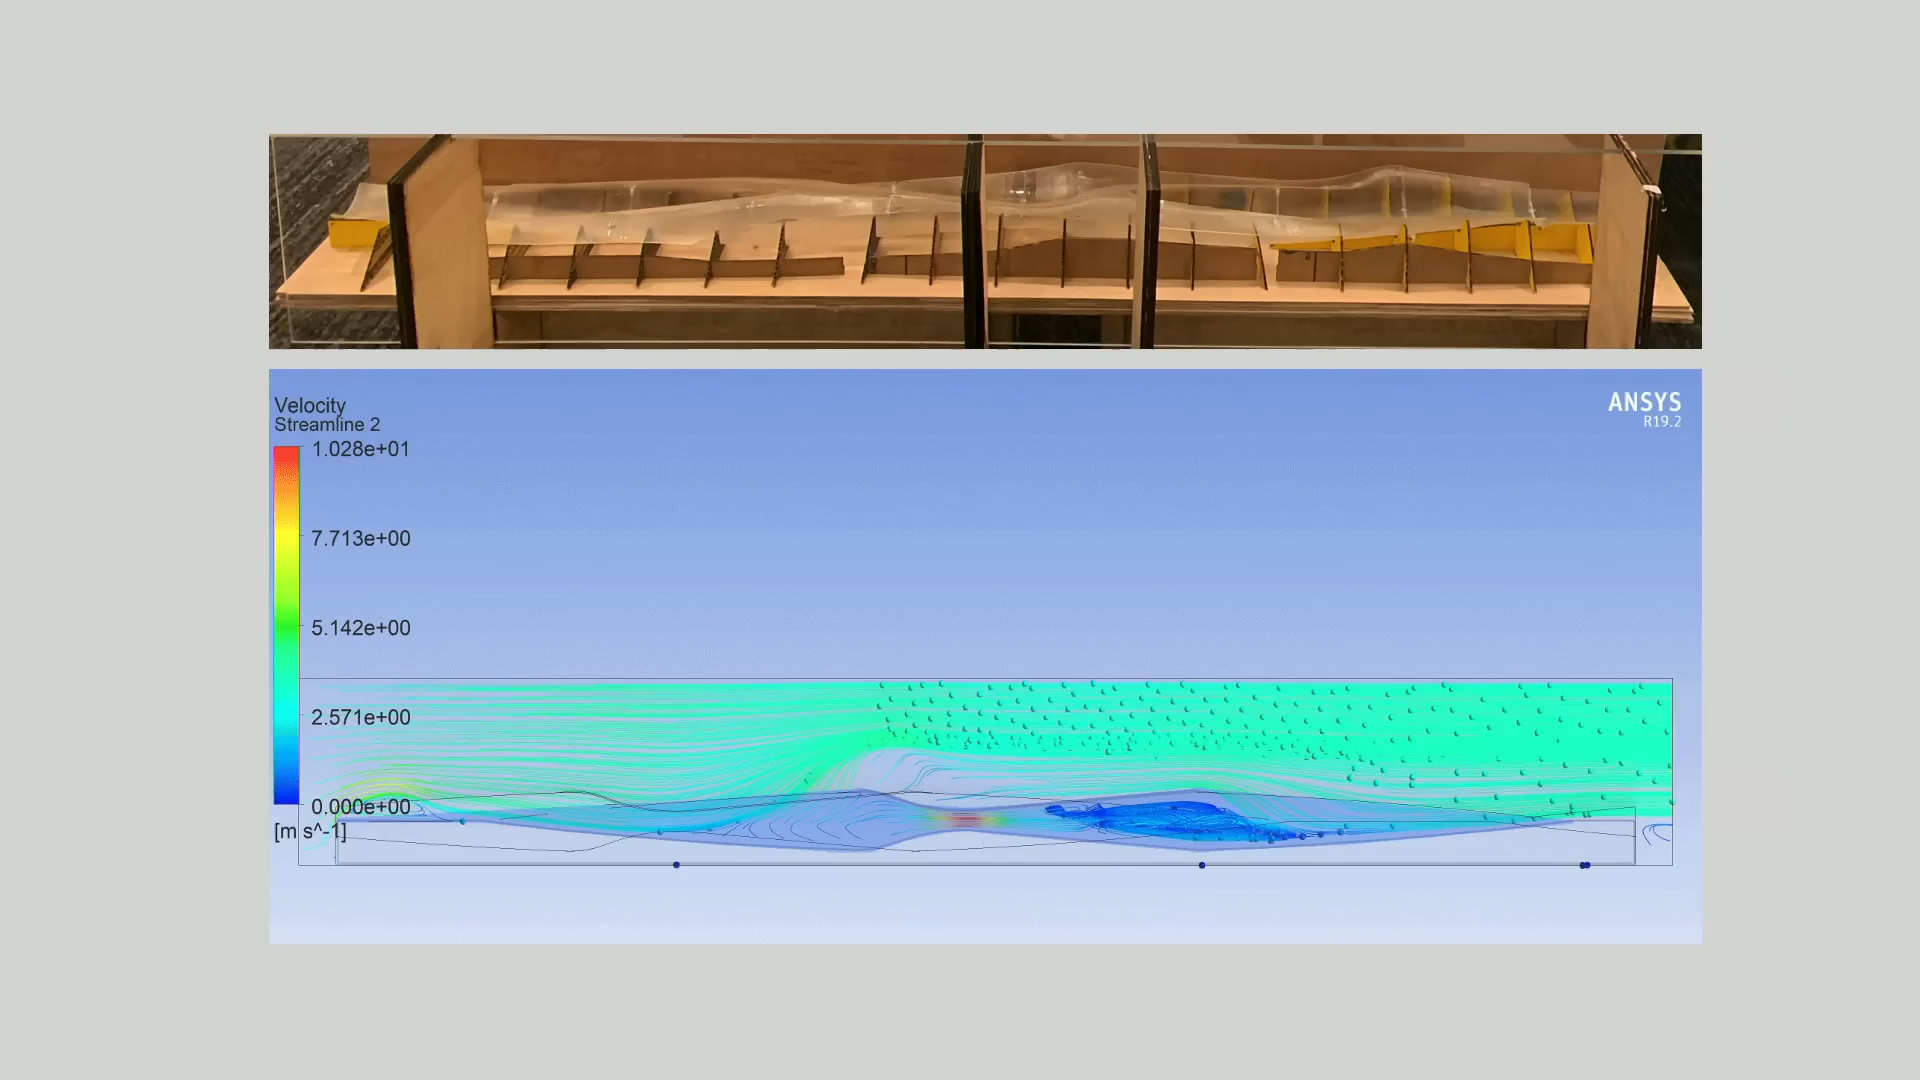 Velocity
Streamline 2
1.028e+01
7.713e+00
5.142e+00
2.571e+00
0.000e+00
[m s^-1]
ANSYS
R19.2